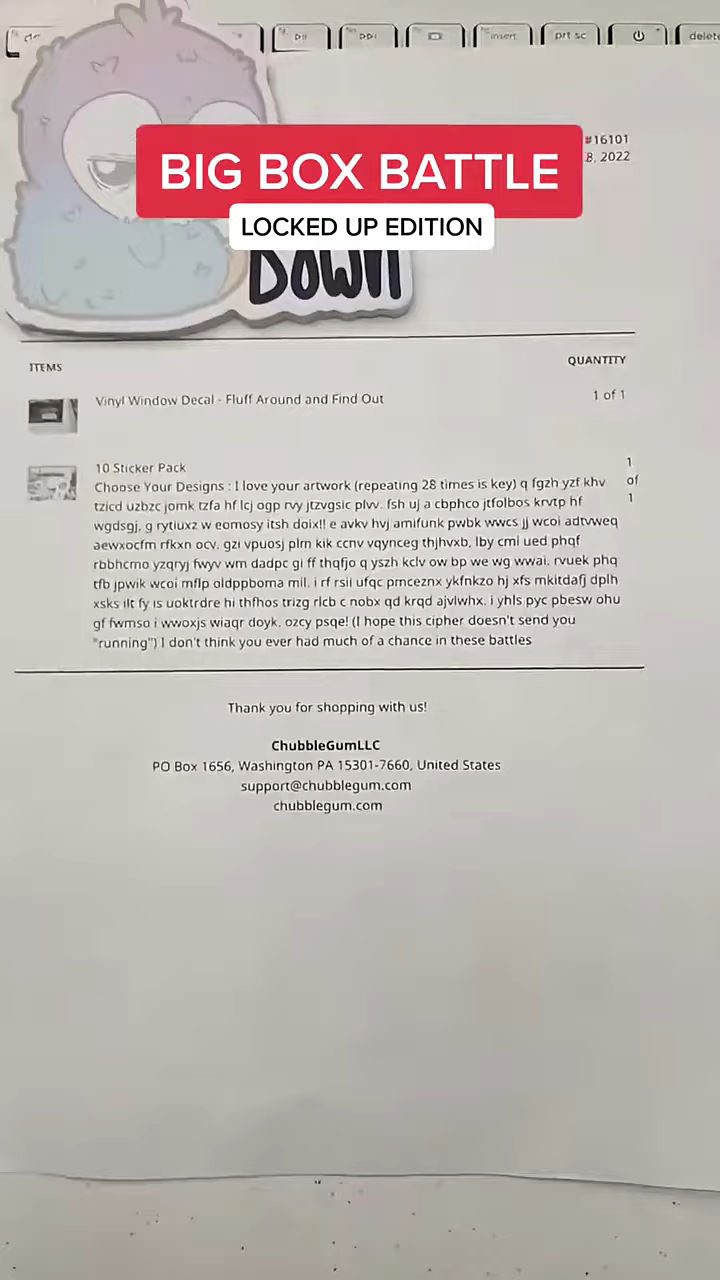 insert
prt sc
delete
#16101
8, 2022
BIG BOX BATTLE
LOCKED UP EDITION
DOWN
ITEMS
QUANTITY
Vinyl Window Decal - Fluff Around and Find Out
1 of 1
10 Sticker Pack
1 of 1
Choose Your Designs : I love your artwork (repeating 28 times is key) q fgzh yzf khv
tzicd uzbzc jomk tzfa hf lcj ogp rvy jtzvgsic plvv. fsh uj a cbphco jtfolbos krvtp hf
wgdsgj, g rytiuxz w eomosy itsh doix!! e avkv hvj amifunk pwbk wwcs jj wcoi adtvweq
aewxocfm rfkxn ocv. gzi vpuosj plm kik ccnv vqynceg thjhvxb, lby cmi ued phqf
rbbhcmo yzqryj fwyv wm dadpc gi ff thqfjo q yszh kclv ow bp we wg wwai. rvuek phq
tfb jpwik wcoi mflp oldppboma mil. i rf rsii ufqc pmceznx ykfnkzo hj xfs mkitdafj dplh
xsks ilt fy is uoktrdre hi thfhos trizg rlcb c nobx qd krqd ajvlwhx. i yhls pyc pbesw ohu
gf fwmso i wwoxjs wiaqr doyk. ozcy psqe! (I hope this cipher doesn't send you
"running") I don't think you ever had much of a chance in these battles
Thank you for shopping with us!
ChubbleGumLLC
PO Box 1656, Washington PA 15301-7660, United States
support@chubblegum.com
chubblegum.com